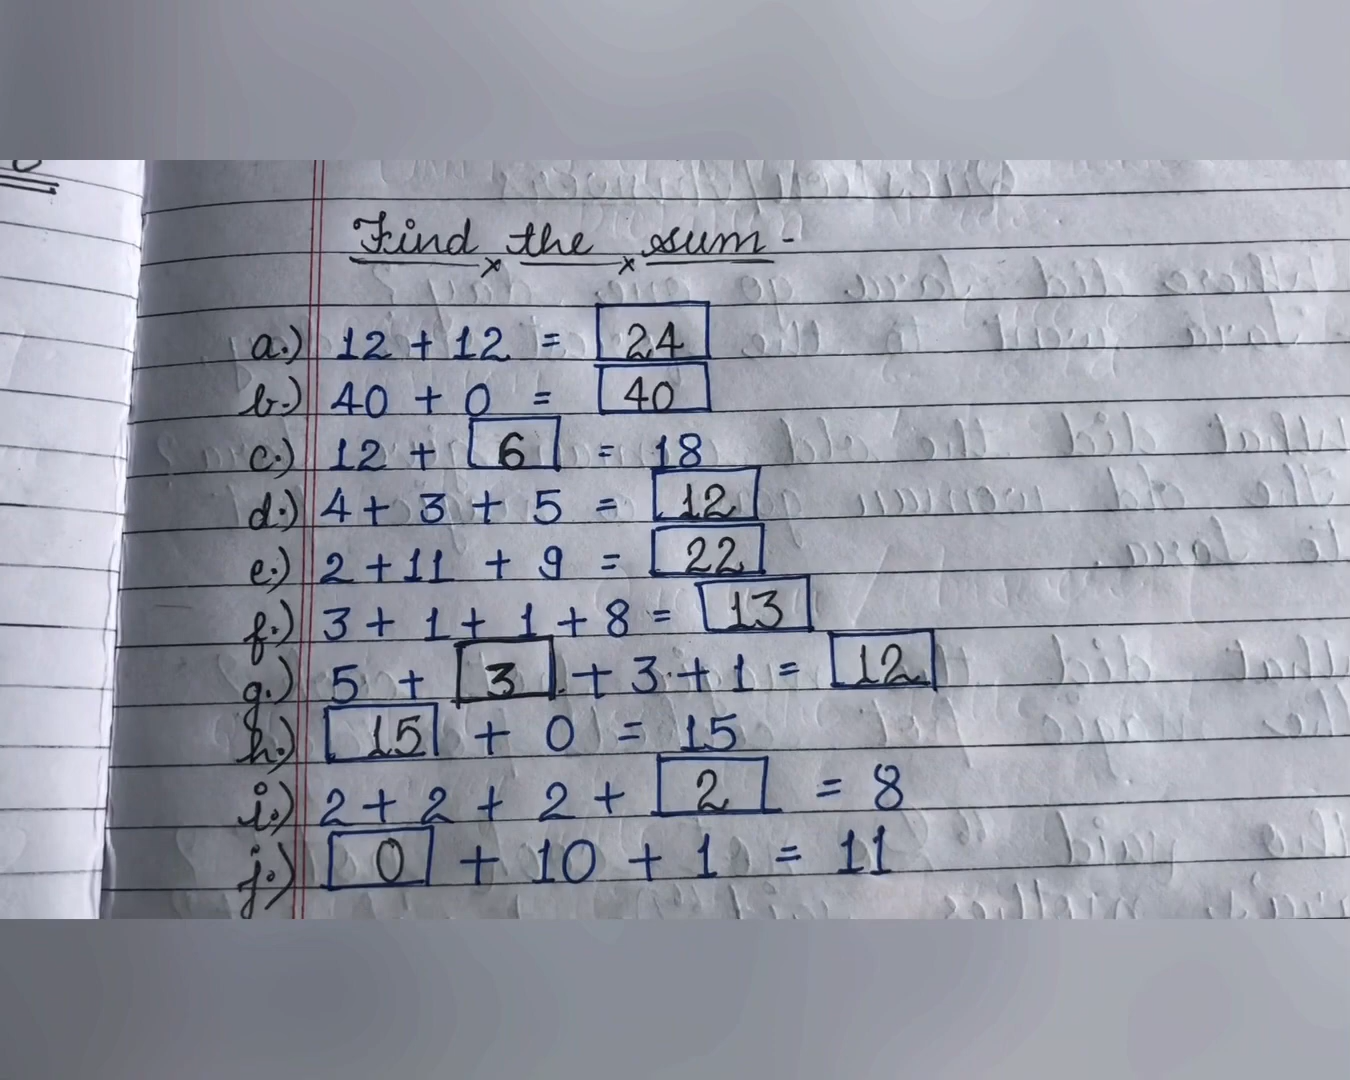 Find the sum -
a.) 12 + 12 = 24
b.) 40 + 0 = 40
c.) 12 + 6 = 18
d.) 4 + 3 + 5 = 12
e.) 2 + 11 + 9 = 22
f.) 3 + 1 + 1 + 8 = 13
g.) 5 + 3 + 3 + 1 = 12
h.) 15 + 0 = 15
i.) 2 + 2 + 2 + 2 = 8
j.) 0 + 10 + 1 = 11